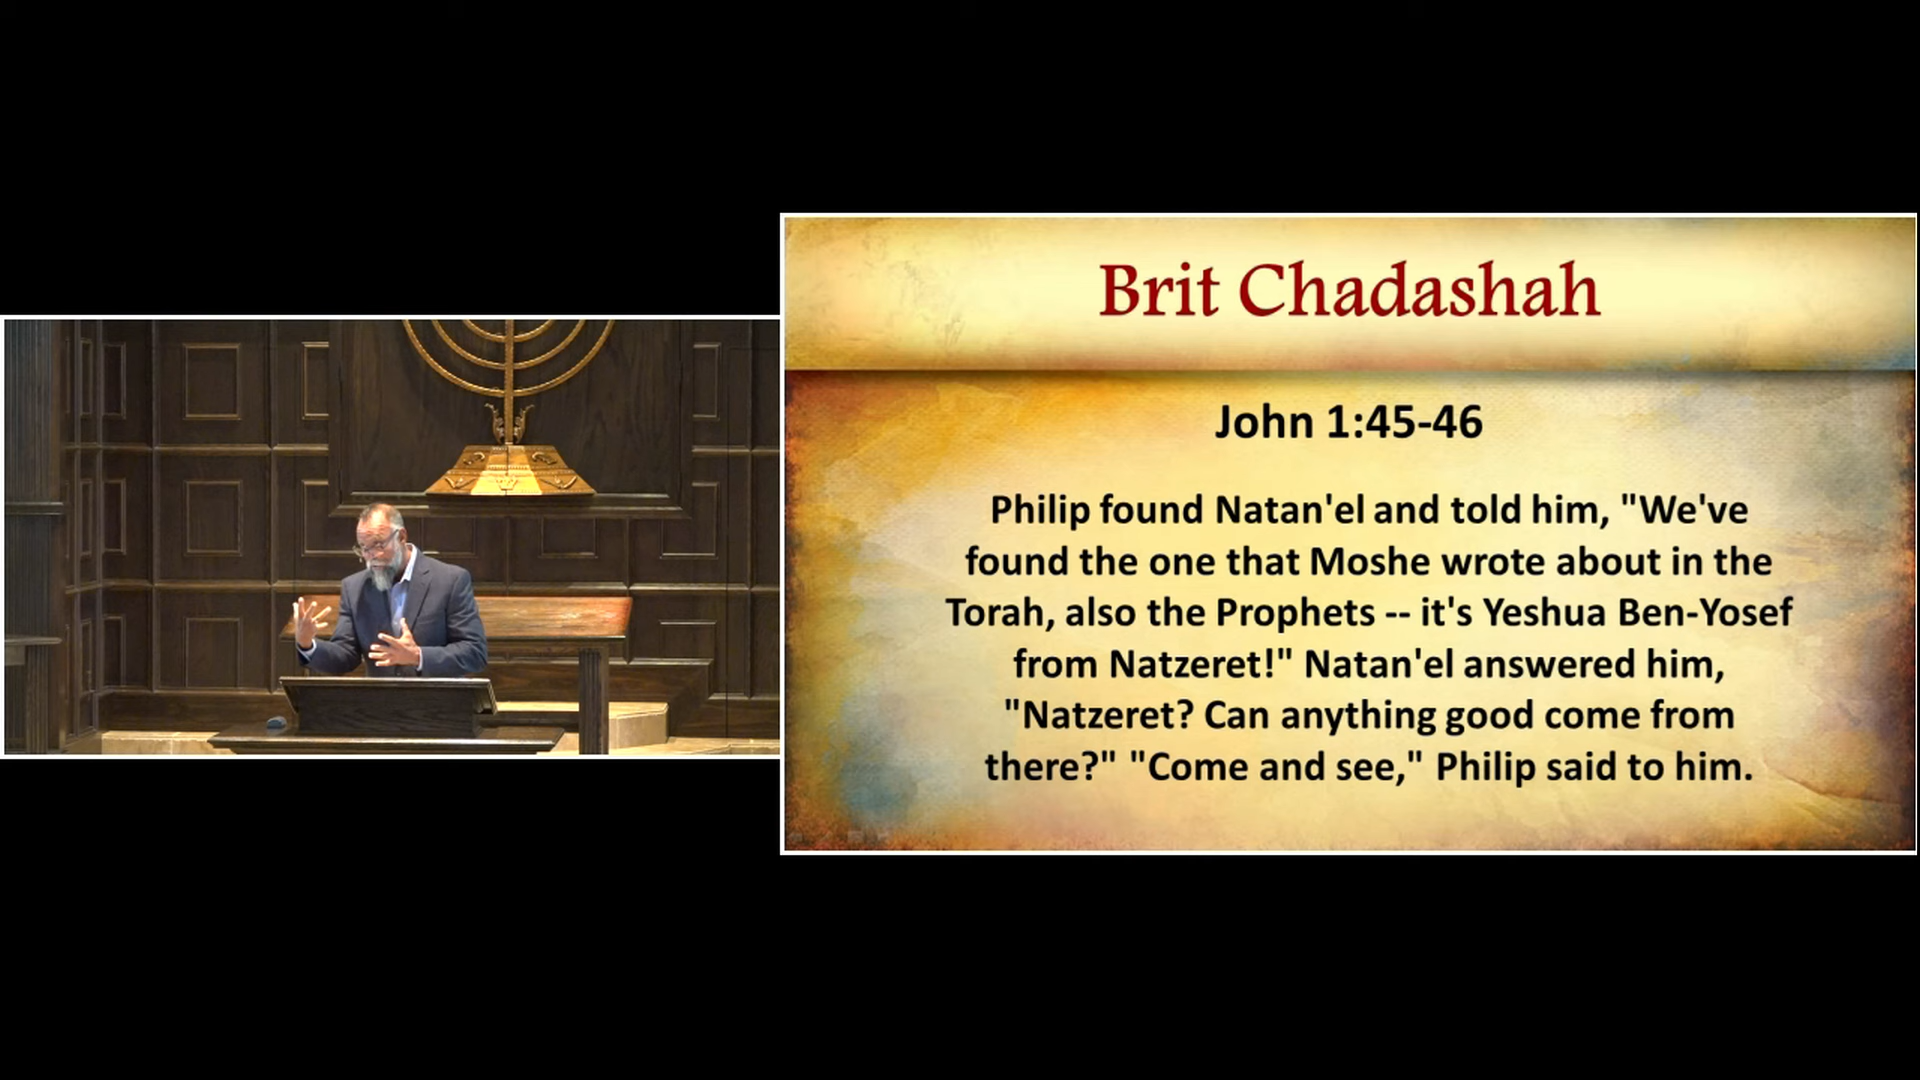 Brit Chadashah
John 1:45-46
Philip found Natan'el and told him, "We've
found the one that Moshe wrote about in the
Torah, also the Prophets -- it's Yeshua Ben-Yosef
from Natzeret!" Natan'el answered him,
"Natzeret? Can anything good come from
there?" "Come and see," Philip said to him.